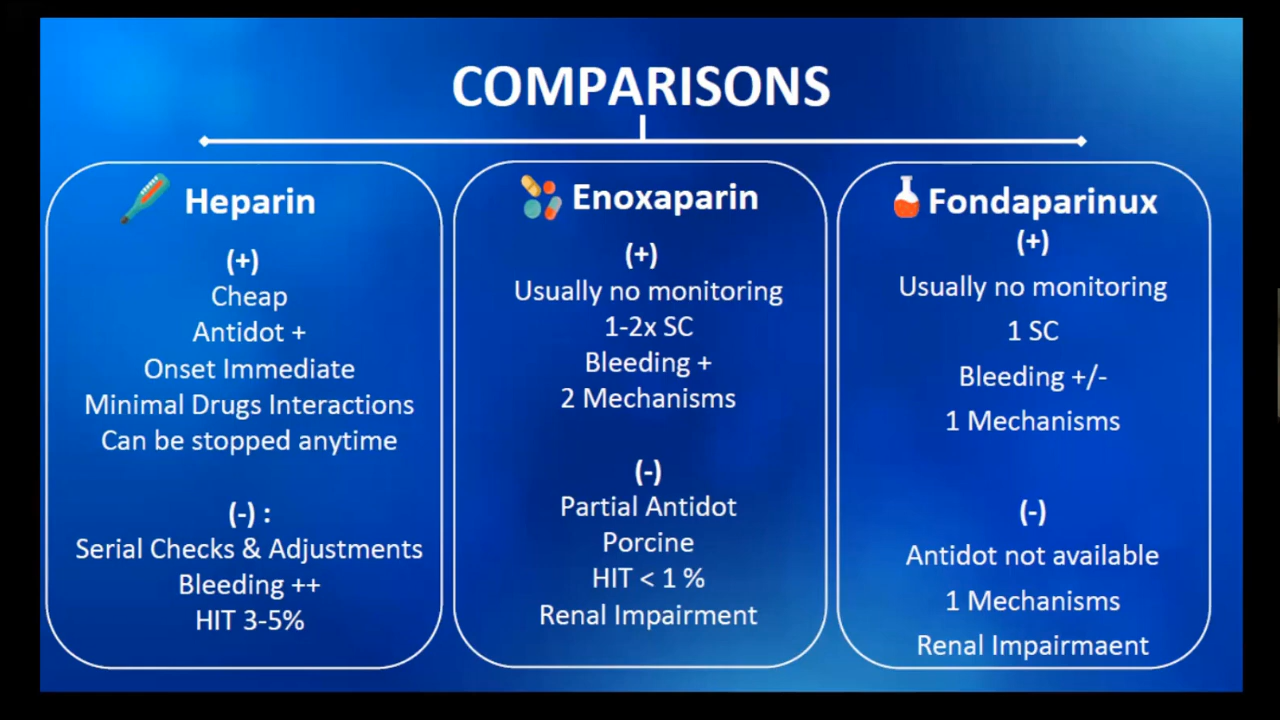 COMPARISONS
Heparin
(+)
Cheap
Antidot +
Onset Immediate
Minimal Drugs Interactions
Can be stopped anytime
(-) :
Serial Checks & Adjustments
Bleeding ++
HIT 3-5%
Enoxaparin
(+)
Usually no monitoring
1-2x SC
Bleeding +
2 Mechanisms
(-)
Partial Antidot
Porcine
HIT < 1 %
Renal Impairment
Fondaparinux
(+)
Usually no monitoring
1 SC
Bleeding +/-
1 Mechanisms
(-)
Antidot not available
1 Mechanisms
Renal Impairmaent